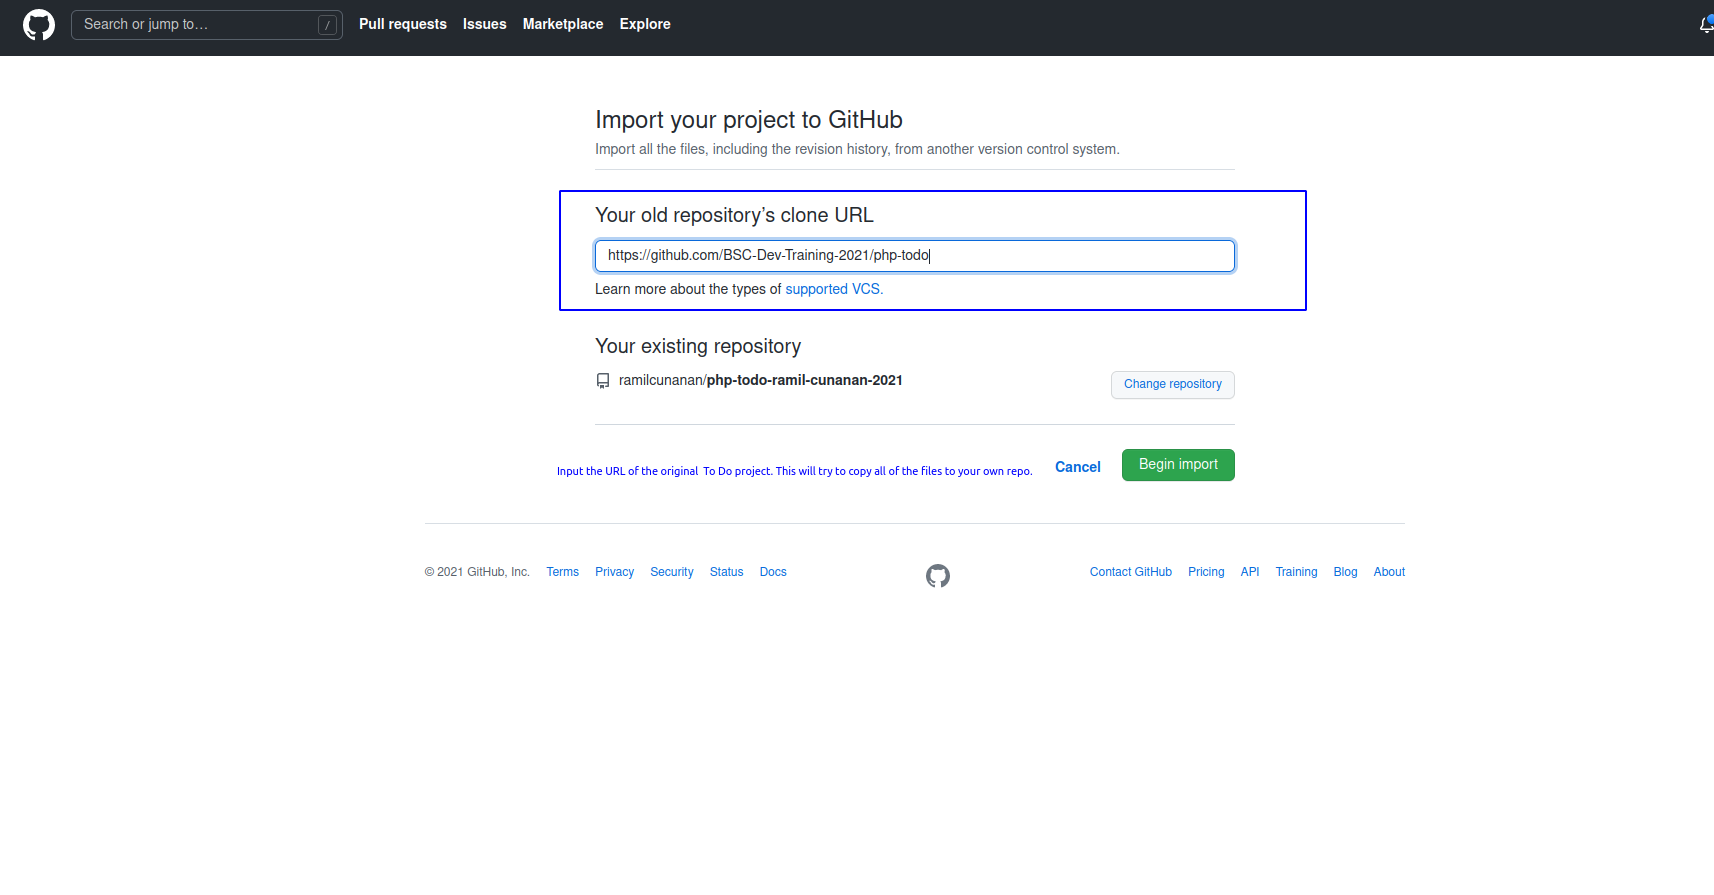 Search or jump to… /
Pull requests Issues Marketplace Explore
Import your project to GitHub
Import all the files, including the revision history, from another version control system.
Your old repository’s clone URL
https://github.com/BSC-Dev-Training-2021/php-todo
Learn more about the types of supported VCS.
Your existing repository
ramilcunanan/php-todo-ramil-cunanan-2021
Change repository
Input the URL of the original To Do project. This will try to copy all of the files to your own repo.
Cancel
Begin import
© 2021 GitHub, Inc. Terms Privacy Security Status Docs
Contact GitHub Pricing API Training Blog About